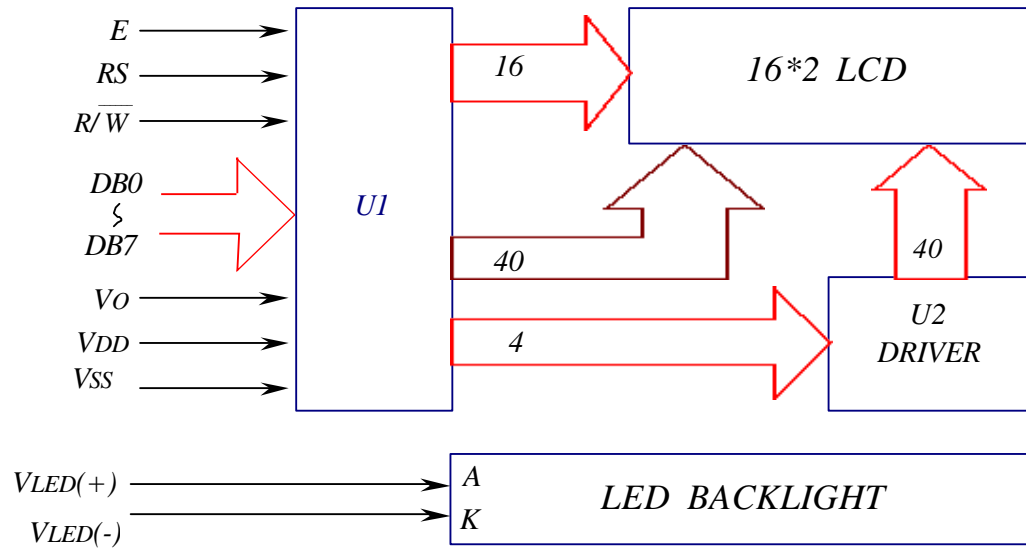 E
RS
R/W̅
DB0
DB7
VO
VDD
VSS
U1
16
40
4
16*2 LCD
40
U2
DRIVER
VLED(+)
VLED(-)
A
K
LED BACKLIGHT